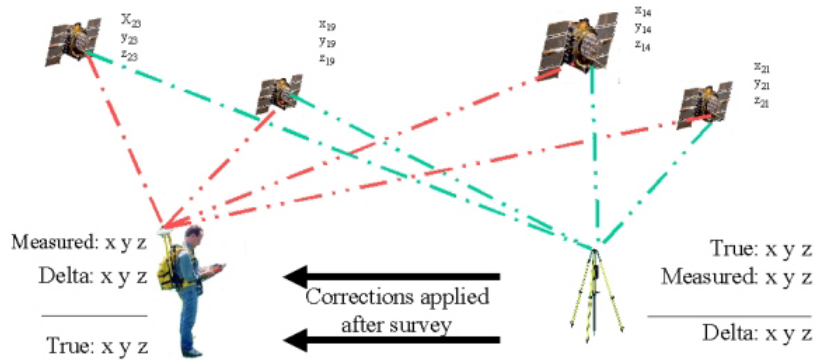 X23
y23
z23
x19
y19
z19
x14
y14
z14
x21
y21
z21
Measured: x y z
Delta: x y z
True: x y z
Corrections applied
after survey
True: x y z
Measured: x y z
Delta: x y z